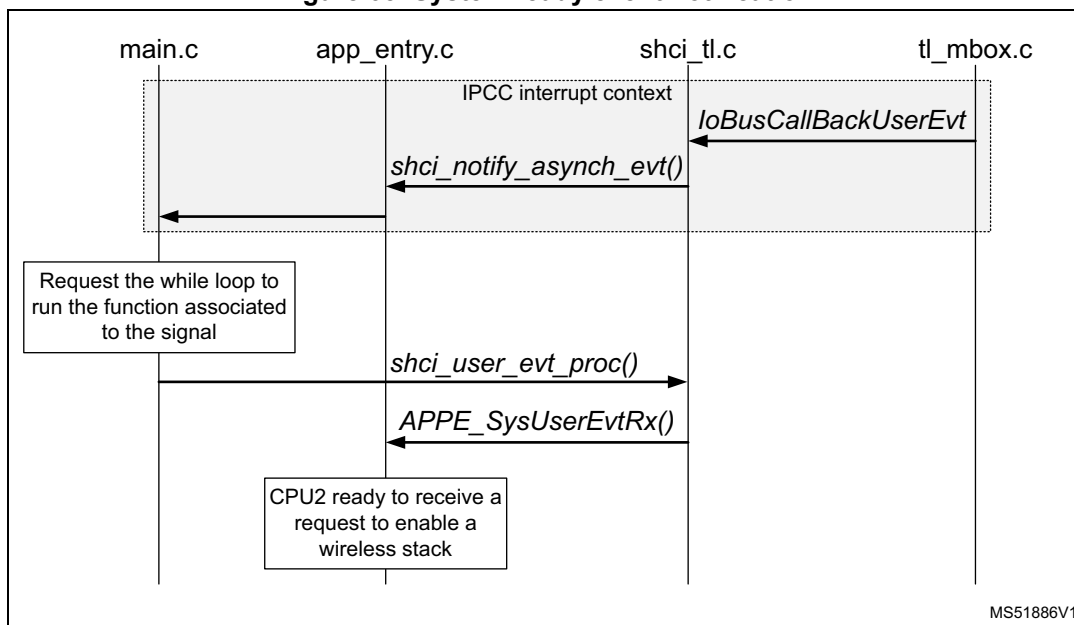 main.c app_entry.c shci_tl.c tl_mbox.c
IPCC interrupt context
IoBusCallBackUserEvt
shci_notify_asynch_evt()
Request the while loop to
run the function associated
to the signal
shci_user_evt_proc()
APPE_SysUserEvtRx()
CPU2 ready to receive a
request to enable a
wireless stack
MS51886V1